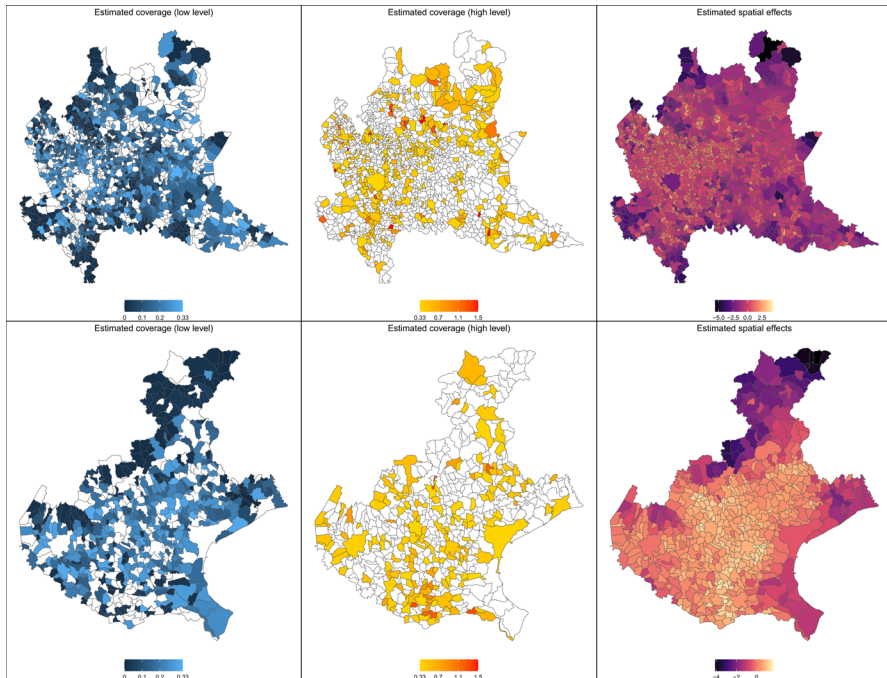 Estimated coverage (low level)
Estimated coverage (high level)
Estimated spatial effects
0 0.1 0.2 0.33
0.33 0.7 1.1 1.5
−5.0 −2.5 0.0 2.5
Estimated coverage (low level)
Estimated coverage (high level)
Estimated spatial effects
0 0.1 0.2 0.33
0.33 0.7 1.1 1.5
−4 −2 0